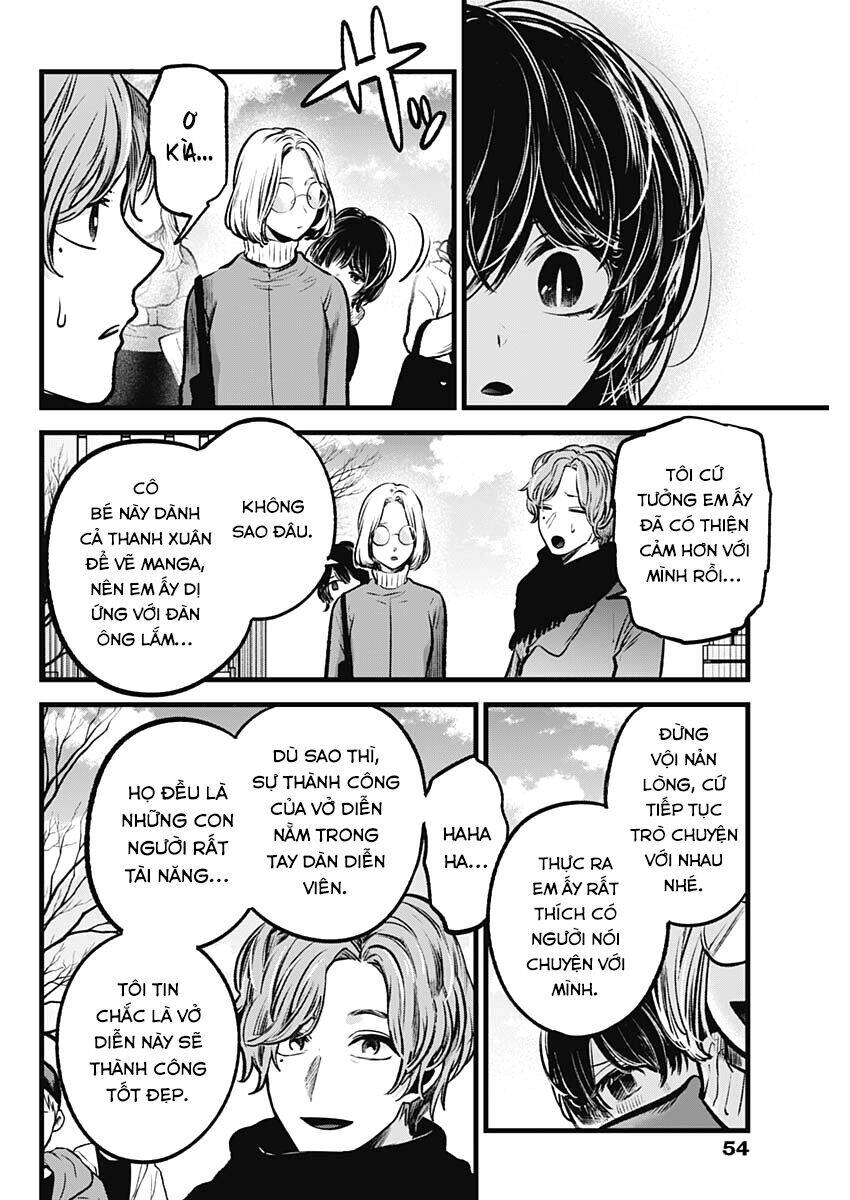 Ơ
KÌA...
TÔI CỨ
TƯỞNG EM ẤY
ĐÃ CÓ THIỆN
CẢM HƠN VỚI
MÌNH RỒI...
KHÔNG
SAO ĐÂU.
CÔ
BÉ NÀY DÀNH
CẢ THANH XUÂN
ĐỂ VẼ MANGA,
NÊN EM ẤY DỊ
ỨNG VỚI ĐÀN
ÔNG LẮM...
ĐỪNG
VỘI NẢN
LÒNG, CỨ
TIẾP TỤC
TRÒ CHUYỆN
VỚI NHAU
NHÉ.
THỰC RA
EM ẤY RẤT
THÍCH CÓ
NGƯỜI NÓI
CHUYỆN VỚI
MÌNH.
HAHA
HA...
DÙ SAO THÌ,
SỰ THÀNH CÔNG
CỦA VỞ DIỄN
NẰM TRONG
TAY DÀN DIỄN
VIÊN.
HỌ ĐỀU LÀ
NHỮNG CON
NGƯỜI RẤT
TÀI NĂNG...
TÔI TIN
CHẮC LÀ VỞ
DIỄN NÀY SẼ
THÀNH CÔNG
TỐT ĐẸP.
54